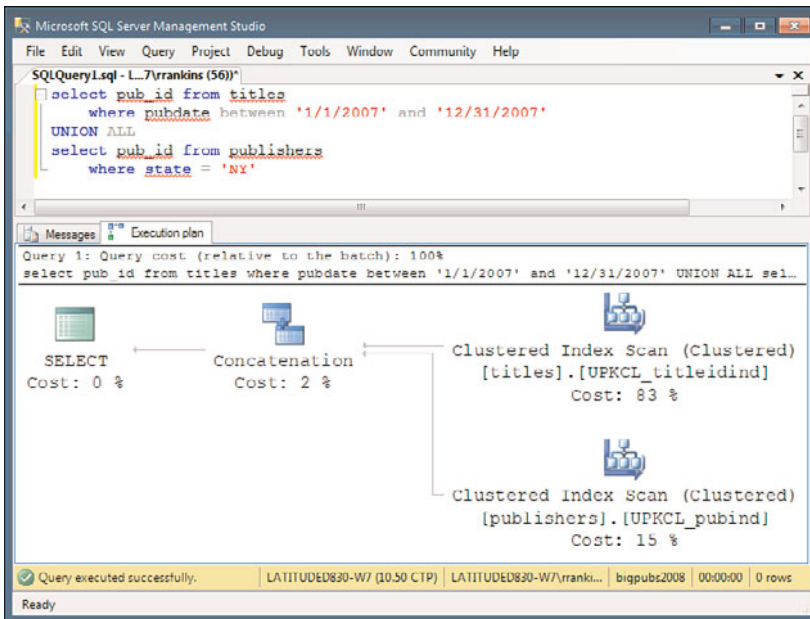 Microsoft SQL Server Management Studio
File Edit View Query Project Debug Tools Window Community Help
SQLQuery1.sql - L...7\rrankins (56))*
select pub_id from titles
where pubdate between '1/1/2007' and '12/31/2007'
UNION ALL
select pub_id from publishers
where state = 'NY'
Messages Execution plan
Query 1: Query cost (relative to the batch): 100%
select pub_id from titles where pubdate between '1/1/2007' and '12/31/2007' UNION ALL sel...
Clustered Index Scan (Clustered)
[titles].[UPKCL_titleidind]
Cost: 83 %
SELECT
Cost: 0 %
Concatenation
Cost: 2 %
Clustered Index Scan (Clustered)
[publishers].[UPKCL_pubind]
Cost: 15 %
Query executed successfully. LATITUDED830-W7 (10.50 CTP) LATITUDED830-W7\rranki... bigpubs2008 00:00:00 0 rows
Ready